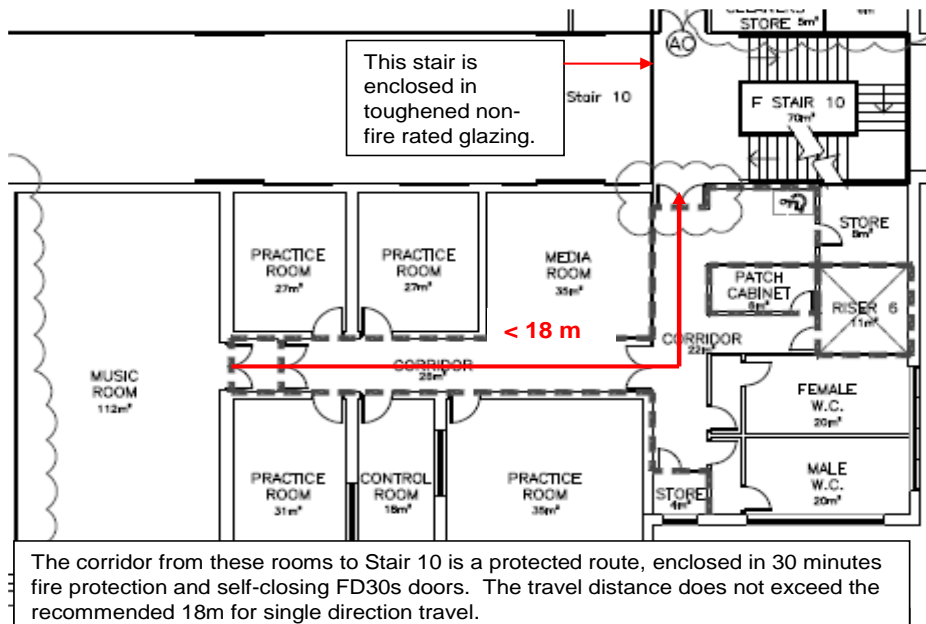 CLEANERS
STORE 5m²
AO
This stair is
enclosed in
toughened non-
fire rated glazing.
Stair 10
F STAIR 10
70m²
PRACTICE
ROOM
27m²
PRACTICE
ROOM
27m²
MEDIA
ROOM
35m²
STORE
PATCH
CABINET
RISER 6
11m²
< 18 m
CORRIDOR
22m²
CORRIDOR
MUSIC
ROOM
112m²
FEMALE
W.C.
20m²
PRACTICE
ROOM
31m²
CONTROL
ROOM
PRACTICE
ROOM
STORE
4m²
MALE
W.C.
20m²
The corridor from these rooms to Stair 10 is a protected route, enclosed in 30 minutes
fire protection and self-closing FD30s doors.  The travel distance does not exceed the
recommended 18m for single direction travel.